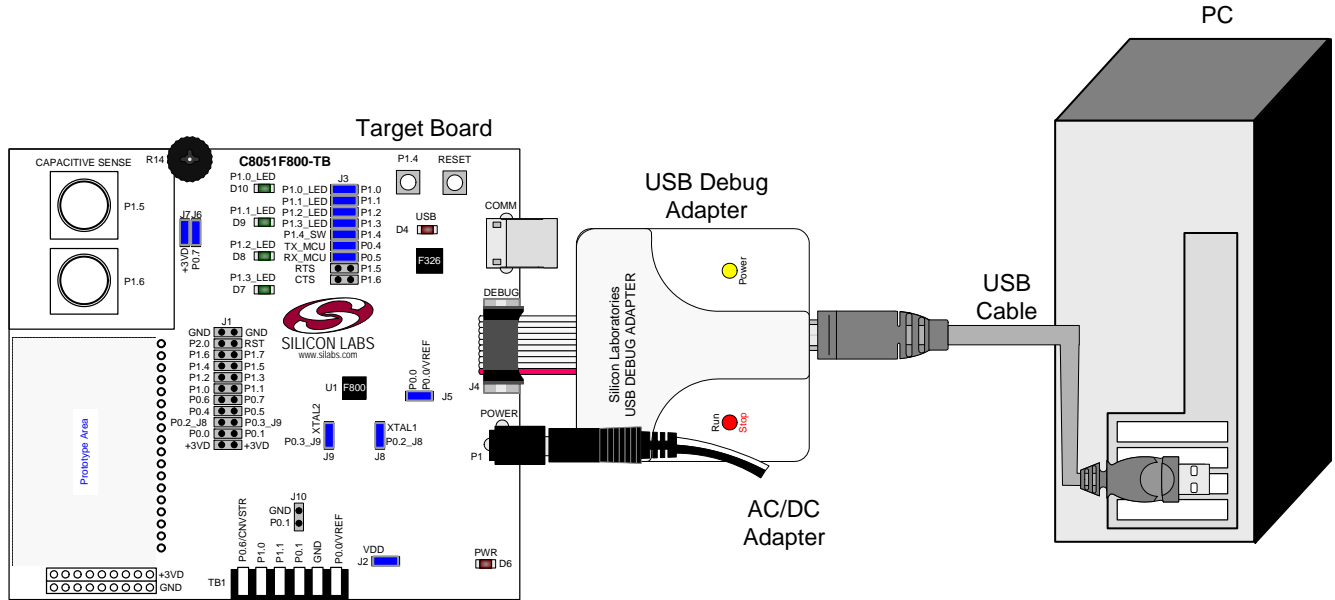 PC
Target Board
CAPACITIVE SENSE
R14
C8051F800-TB
P1.5
P1.6
J7
J6
+3VD
P0.7
P1.0_LED
D10
P1.1_LED
D9
P1.2_LED
D8
P1.3_LED
D7
J3
P1.0_LED P1.0
P1.1_LED P1.1
P1.2_LED P1.2
P1.3_LED P1.3
P1.4_SW P1.4
TX_MCU P0.4
RX_MCU P0.5
RTS P1.5
CTS P1.6
P1.4
RESET
USB
D4
F326
COMM
DEBUG
J4
USB Debug
Adapter
Silicon Laboratories
USB DEBUG ADAPTER
Power
Run
Stop
USB
Cable
SILICON LABS
www.silabs.com
J1
GND GND
P2.0 RST
P1.6 P1.7
P1.4 P1.5
P1.2 P1.3
P1.0 P1.1
P0.6 P0.7
P0.4 P0.5
P0.2_J8 P0.3_J9
P0.0 P0.1
+3VD +3VD
U1
F800
P0.0
P0.0/VREF
J5
XTAL2
P0.3_J9
J9
XTAL1
P0.2_J8
J8
POWER
P1
AC/DC
Adapter
Prototype Area
J10
GND
P0.1
P0.6/CNVSTR
P1.0
P1.1
P0.1
GND
P0.0/VREF
TB1
VDD
J2
PWR
D6
+3VD
GND